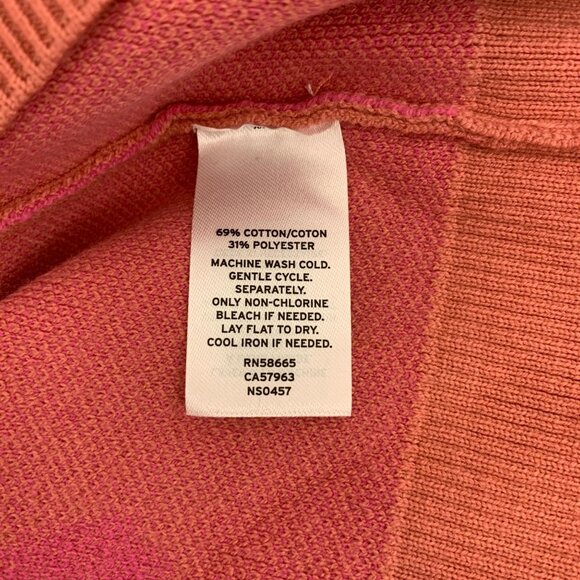 69% COTTON/COTON
31% POLYESTER
MACHINE WASH COLD.
GENTLE CYCLE.
SEPARATELY.
ONLY NON-CHLORINE
BLEACH IF NEEDED.
LAY FLAT TO DRY.
COOL IRON IF NEEDED.
RN58665
CA57963
NS0457